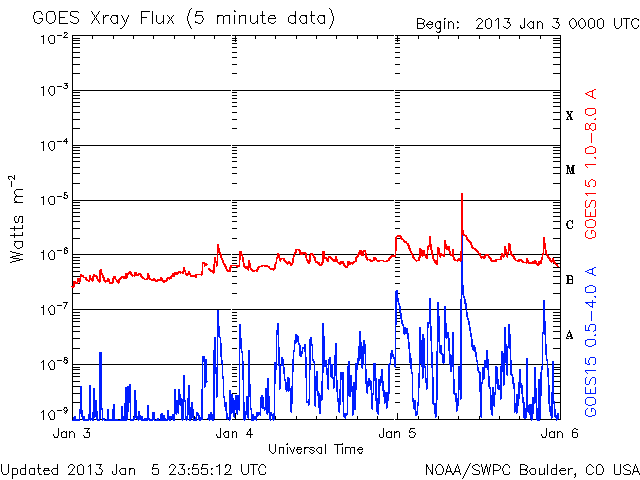 GOES Xray Flux (5 minute data)
Begin: 2013 Jan 3 0000 UTC
10⁻²
10⁻³
10⁻⁴
10⁻⁵
10⁻⁶
10⁻⁷
10⁻⁸
10⁻⁹
Watts m⁻²
X
M
C
B
A
GOES15 1.0-8.0 A
GOES15 0.5-4.0 A
Jan 3
Jan 4
Jan 5
Jan 6
Universal Time
Updated 2013 Jan 5 23:55:12 UTC
NOAA/SWPC Boulder, CO USA